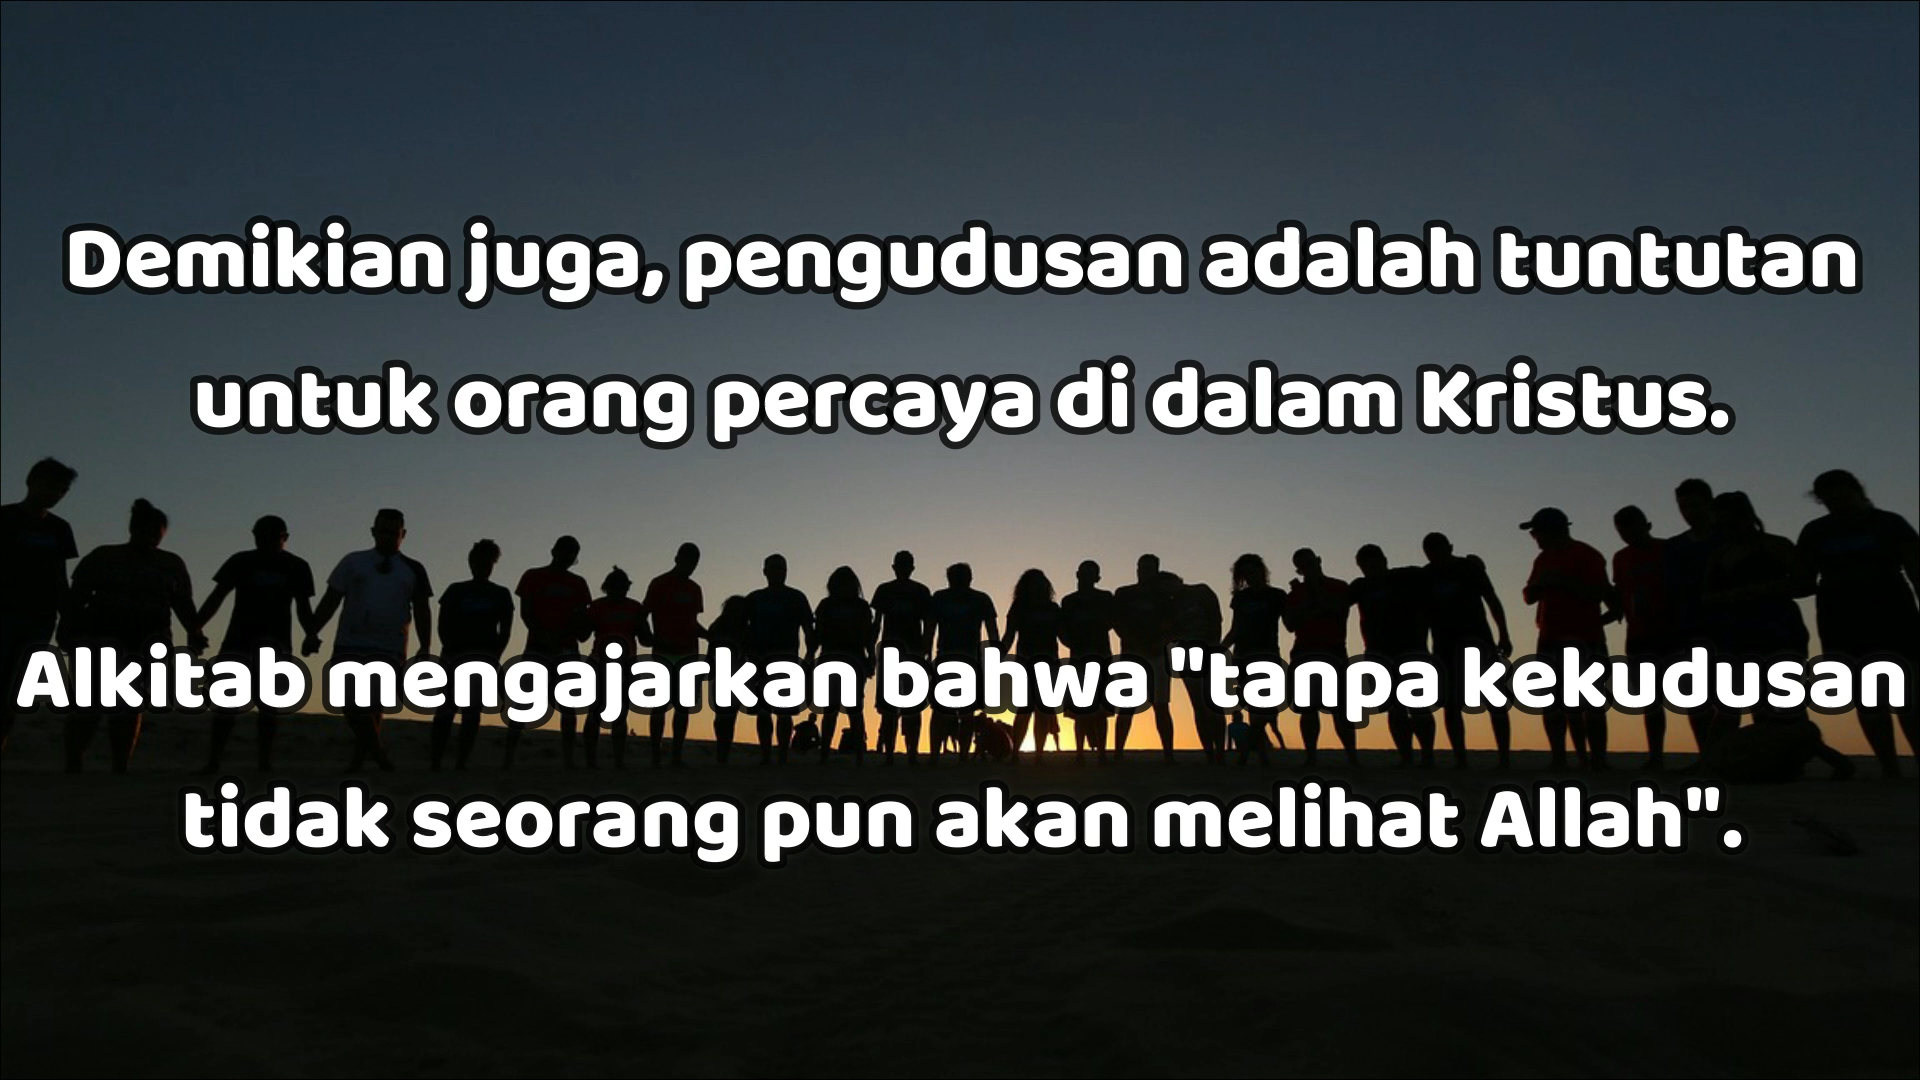 Demikian juga, pengudusan adalah tuntutan
untuk orang percaya di dalam Kristus.
Alkitab mengajarkan bahwa "tanpa kekudusan
tidak seorang pun akan melihat Allah".